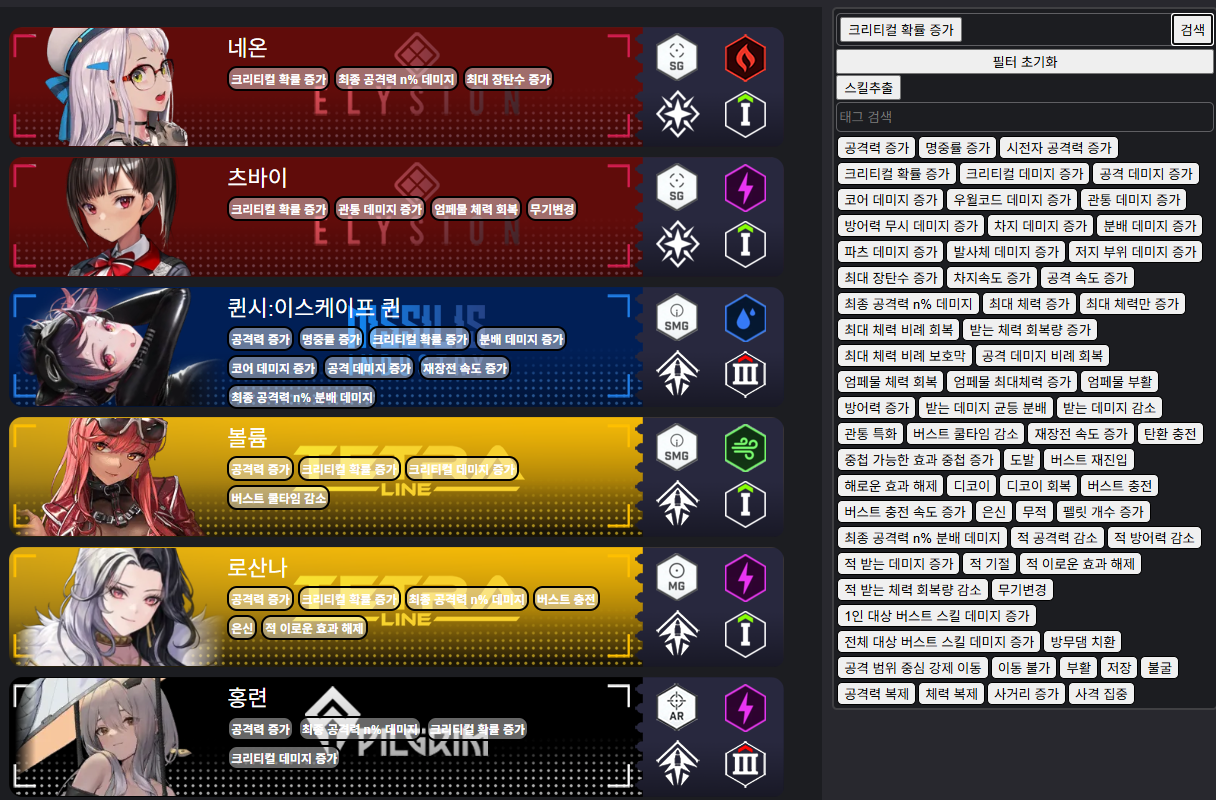 네온
크리티컬 확률 증가 최종 공격력 n% 데미지 최대 장탄수 증가
ELYSION
SG
I
츠바이
크리티컬 확률 증가 관통 데미지 증가 엄폐물 체력 회복 무기변경
ELYSION
SG
I
퀸시:이스케이프 퀸
공격력 증가 명중률 증가 크리티컬 확률 증가 분배 데미지 증가
코어 데미지 증가 공격 데미지 증가 재장전 속도 증가
최종 공격력 n% 분배 데미지
SMG
III
볼륨
공격력 증가 크리티컬 확률 증가 크리티컬 데미지 증가
버스트 쿨타임 감소
TETRA
LINE
SMG
I
로산나
공격력 증가 크리티컬 확률 증가 최종 공격력 n% 데미지 버스트 충전
은신 적 이로운 효과 해제
TETRA
LINE
MG
I
홍련
공격력 증가 최종 공격력 n% 데미지 크리티컬 확률 증가
크리티컬 데미지 증가
PILGRIM
AR
III
크리티컬 확률 증가 검색
필터 초기화
스킬추출
태그 검색
공격력 증가 명중률 증가 시전자 공격력 증가
크리티컬 확률 증가 크리티컬 데미지 증가 공격 데미지 증가
코어 데미지 증가 우월코드 데미지 증가 관통 데미지 증가
방어력 무시 데미지 증가 차지 데미지 증가 분배 데미지 증가
파츠 데미지 증가 발사체 데미지 증가 저지 부위 데미지 증가
최대 장탄수 증가 차지속도 증가 공격 속도 증가
최종 공격력 n% 데미지 최대 체력 증가 최대 체력만 증가
최대 체력 비례 회복 받는 체력 회복량 증가
최대 체력 비례 보호막 공격 데미지 비례 회복
엄폐물 체력 회복 엄폐물 최대체력 증가 엄폐물 부활
방어력 증가 받는 데미지 균등 분배 받는 데미지 감소
관통 특화 버스트 쿨타임 감소 재장전 속도 증가 탄환 충전
중첩 가능한 효과 중첩 증가 도발 버스트 재진입
해로운 효과 해제 디코이 디코이 회복 버스트 충전
버스트 충전 속도 증가 은신 무적 펠릿 개수 증가
최종 공격력 n% 분배 데미지 적 공격력 감소 적 방어력 감소
적 받는 데미지 증가 적 기절 적 이로운 효과 해제
적 받는 체력 회복량 감소 무기변경
1인 대상 버스트 스킬 데미지 증가
전체 대상 버스트 스킬 데미지 증가 방무댐 치환
공격 범위 중심 강제 이동 이동 불가 부활 저장 불굴
공격력 복제 체력 복제 사거리 증가 사격 집중